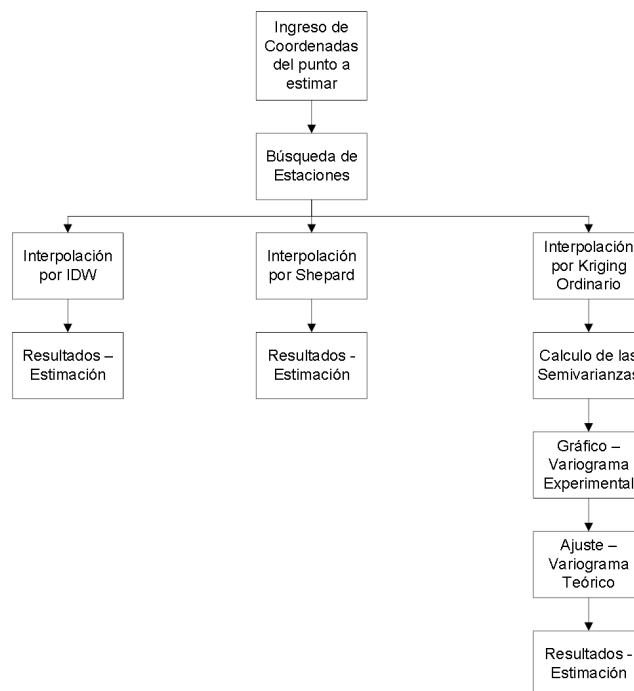 Ingreso de
Coordenadas
del punto a
estimar
Búsqueda de
Estaciones
Interpolación
por IDW
Resultados –
Estimación
Interpolación
por Shepard
Resultados -
Estimación
Interpolación
por Kriging
Ordinario
Calculo de las
Semivarianzas
Gráfico –
Variograma
Experimental
Ajuste –
Variograma
Teórico
Resultados -
Estimación